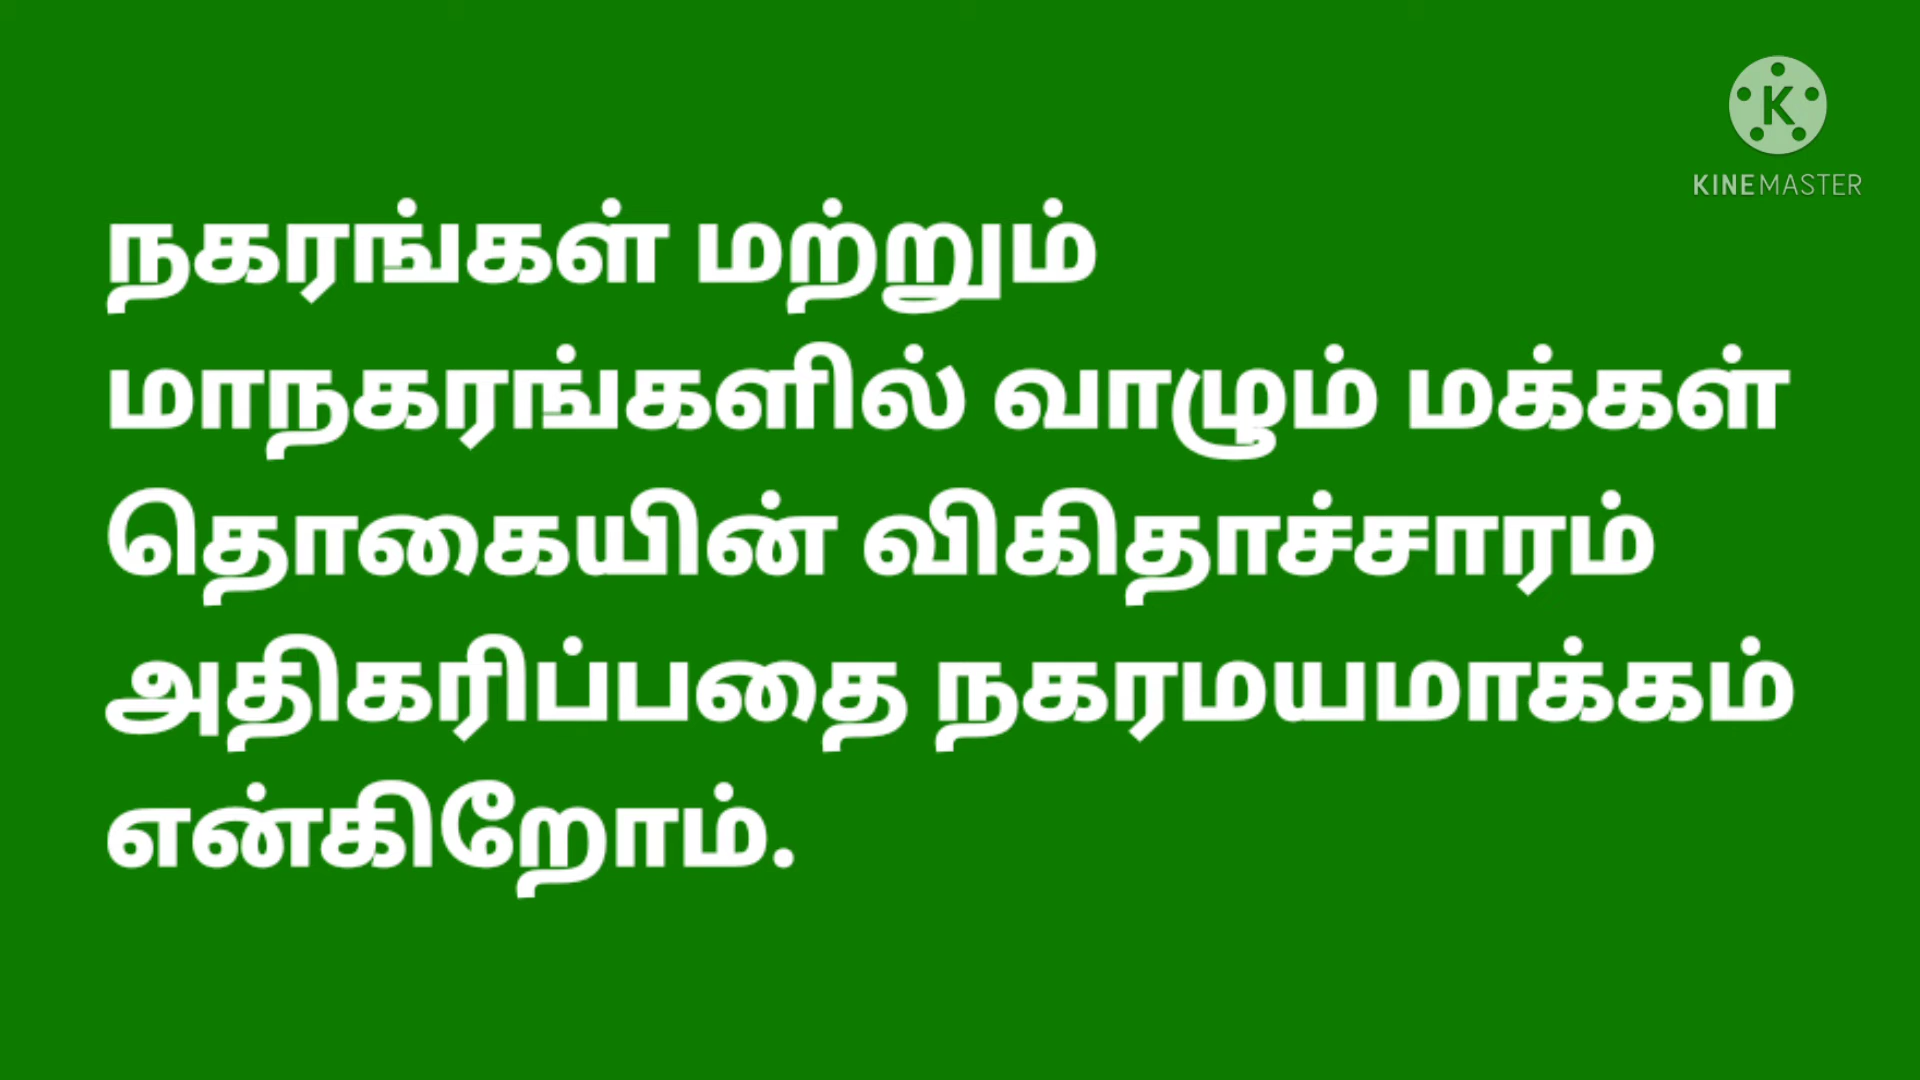 K
KINEMASTER
நகரங்கள் மற்றும்
மாநகரங்களில் வாழும் மக்கள்
தொகையின் விகிதாச்சாரம்
அதிகரிப்பதை நகரமயமாக்கம்
என்கிறோம்.